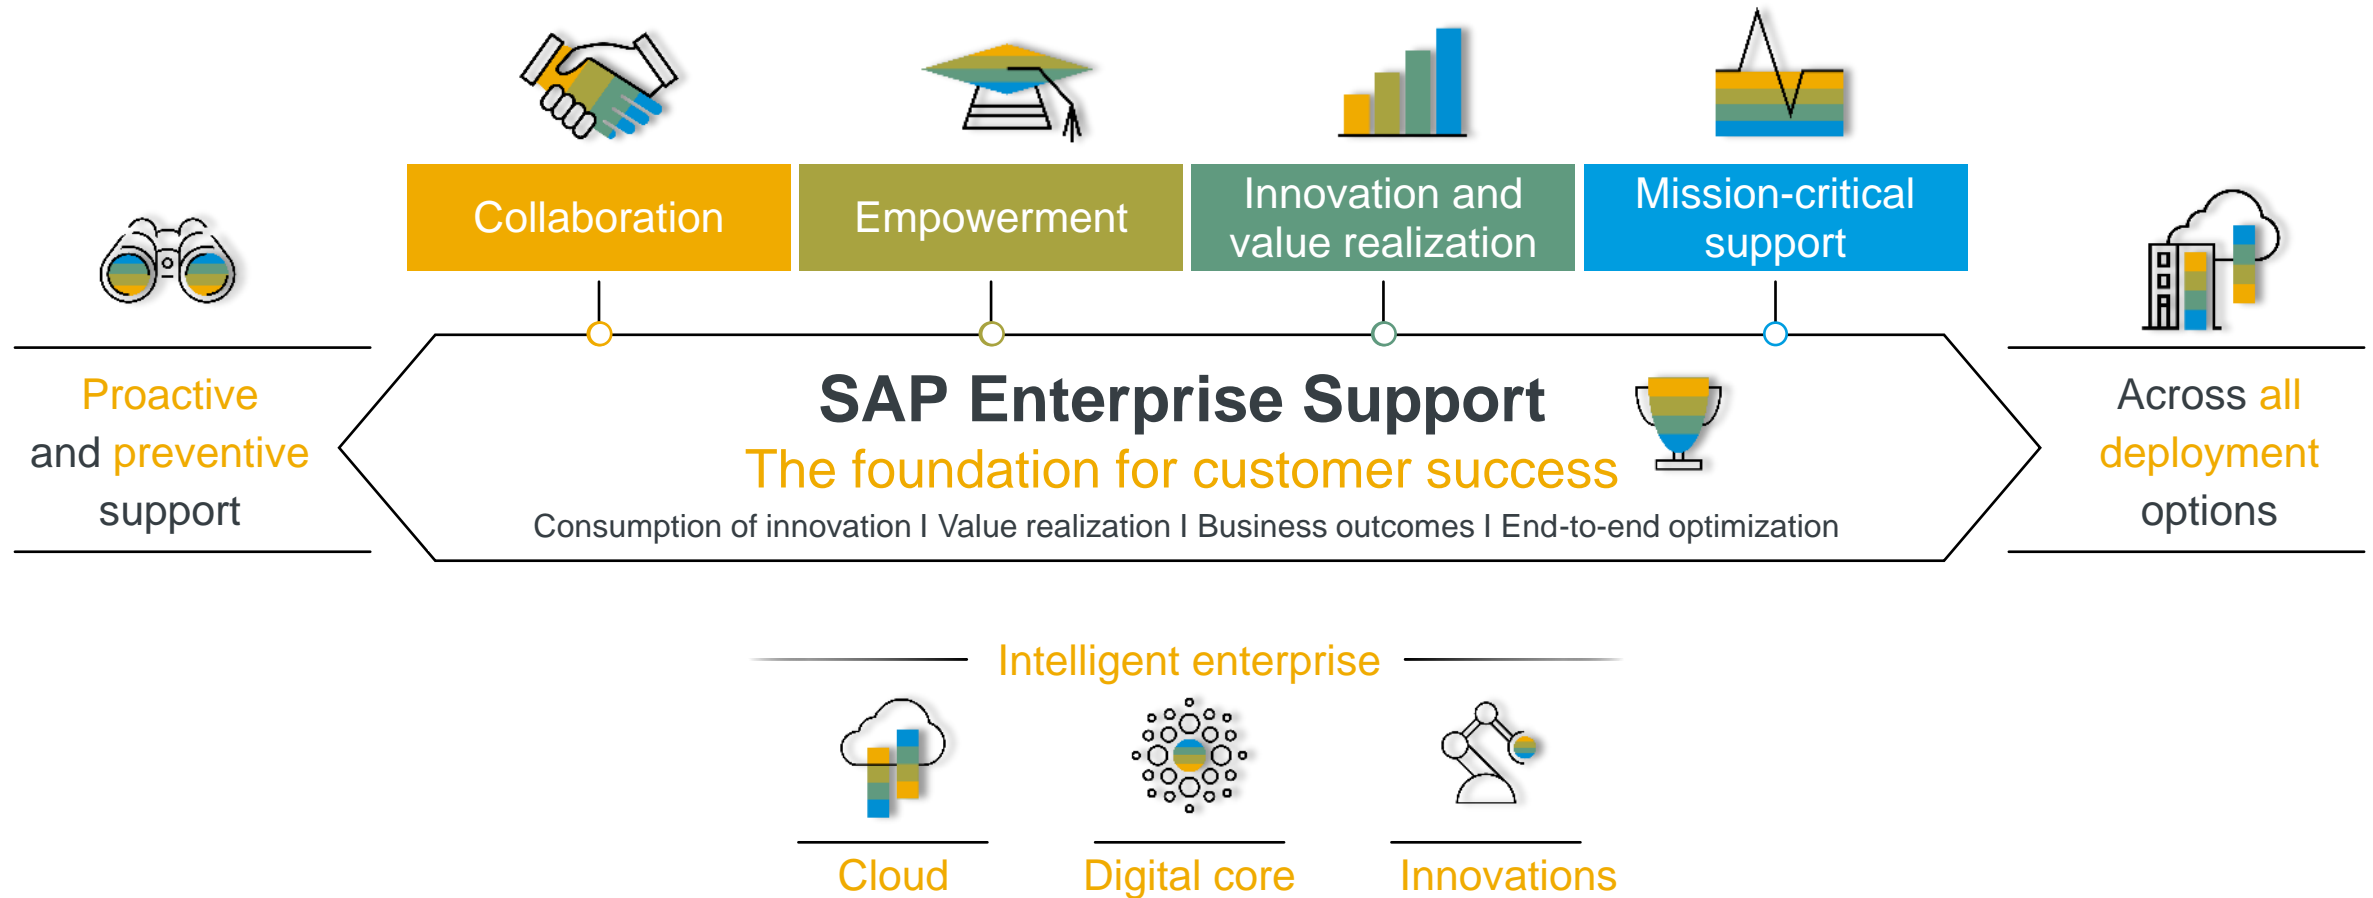 Collaboration
Empowerment
Innovation and
value realization
Mission-critical
support
Proactive
and preventive
support
SAP Enterprise Support
The foundation for customer success
Consumption of innovation I Value realization I Business outcomes I End-to-end optimization
Across all
deployment
options
Intelligent enterprise
Cloud
Digital core
Innovations